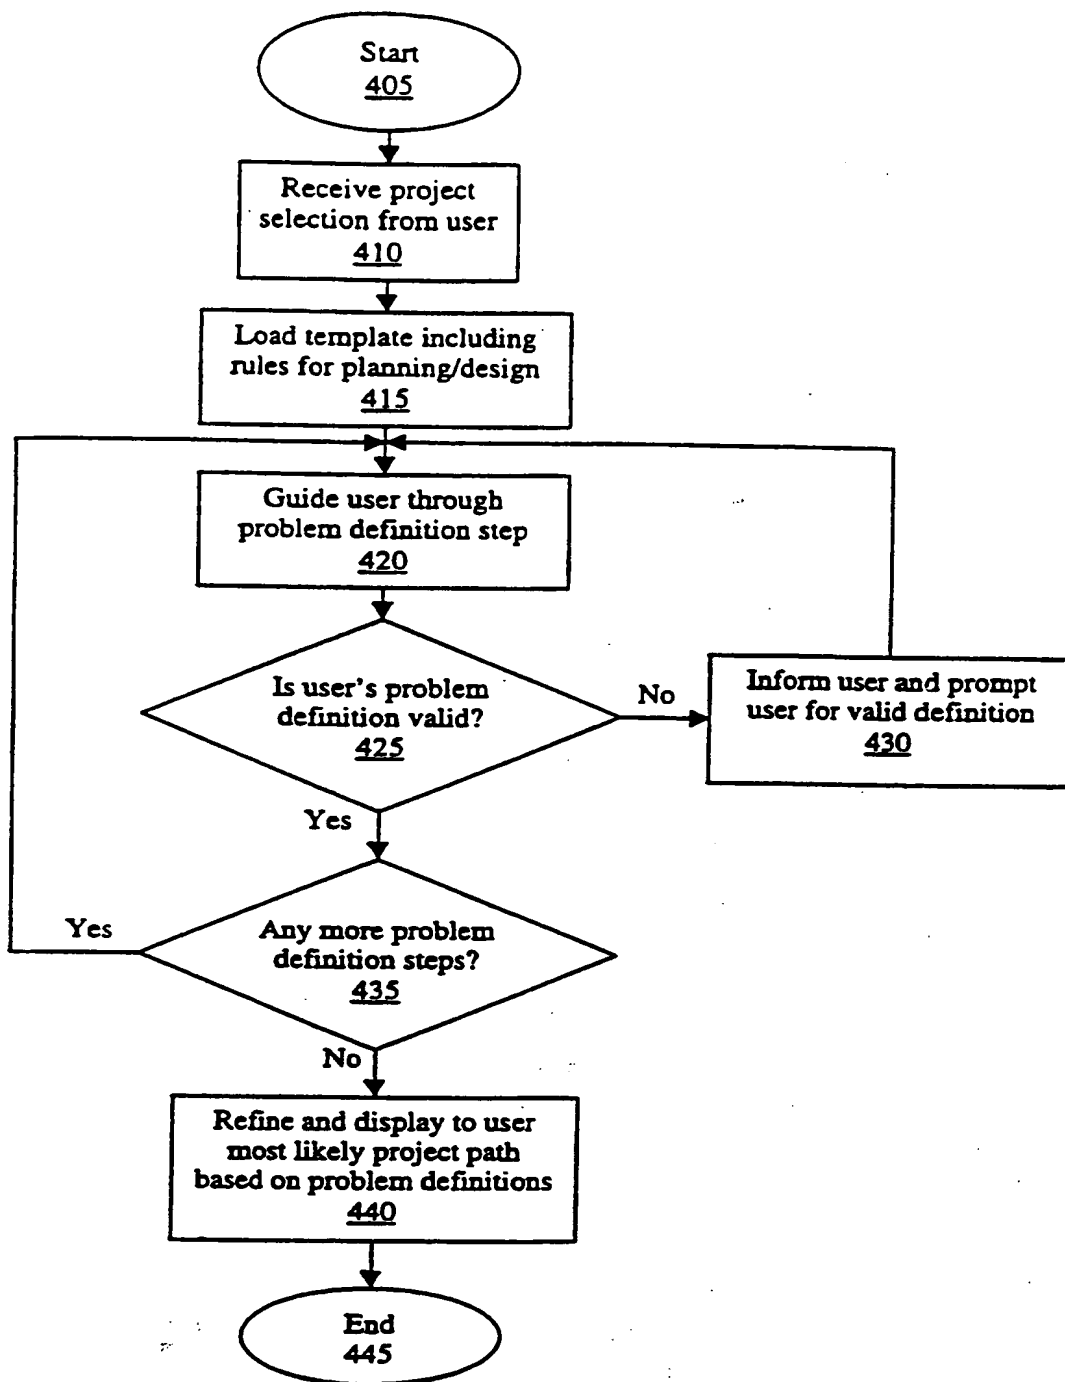 Start
405
Receive project
selection from user
410
Load template including
rules for planning/design
415
Guide user through
problem definition step
420
Is user's problem
definition valid?
425
No
Inform user and prompt
user for valid definition
430
Yes
Yes
Any more problem
definition steps?
435
No
Refine and display to user
most likely project path
based on problem definitions
440
End
445